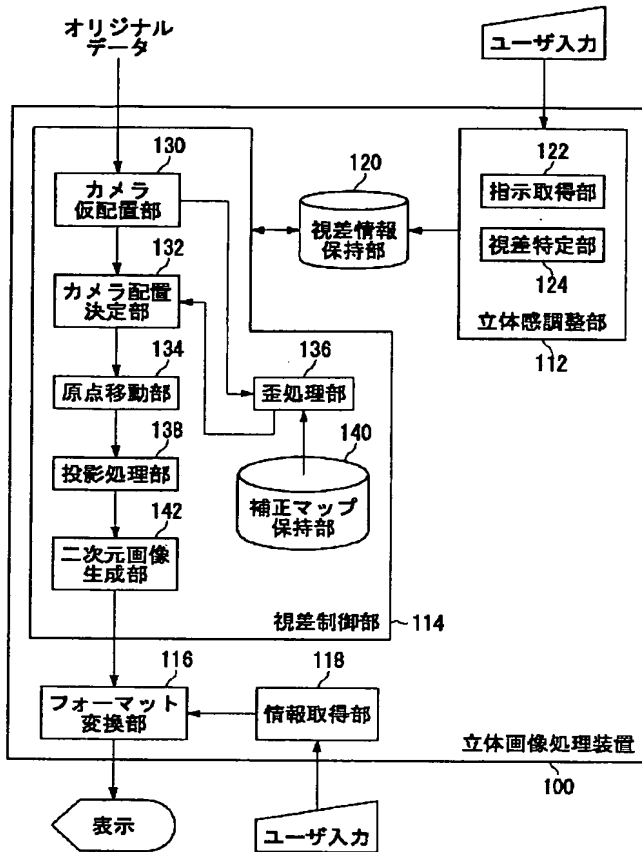 オリジナル
データ
ユーザ入力
130
カメラ
仮配置部
120
視差情報
保持部
122
指示取得部
視差特定部
124
立体感調整部
112
132
カメラ配置
決定部
134
原点移動部
136
歪処理部
138
投影処理部
140
補正マップ
保持部
142
二次元画像
生成部
視差制御部
114
116
フォーマット
変換部
118
情報取得部
立体画像処理装置
100
表示
ユーザ入力